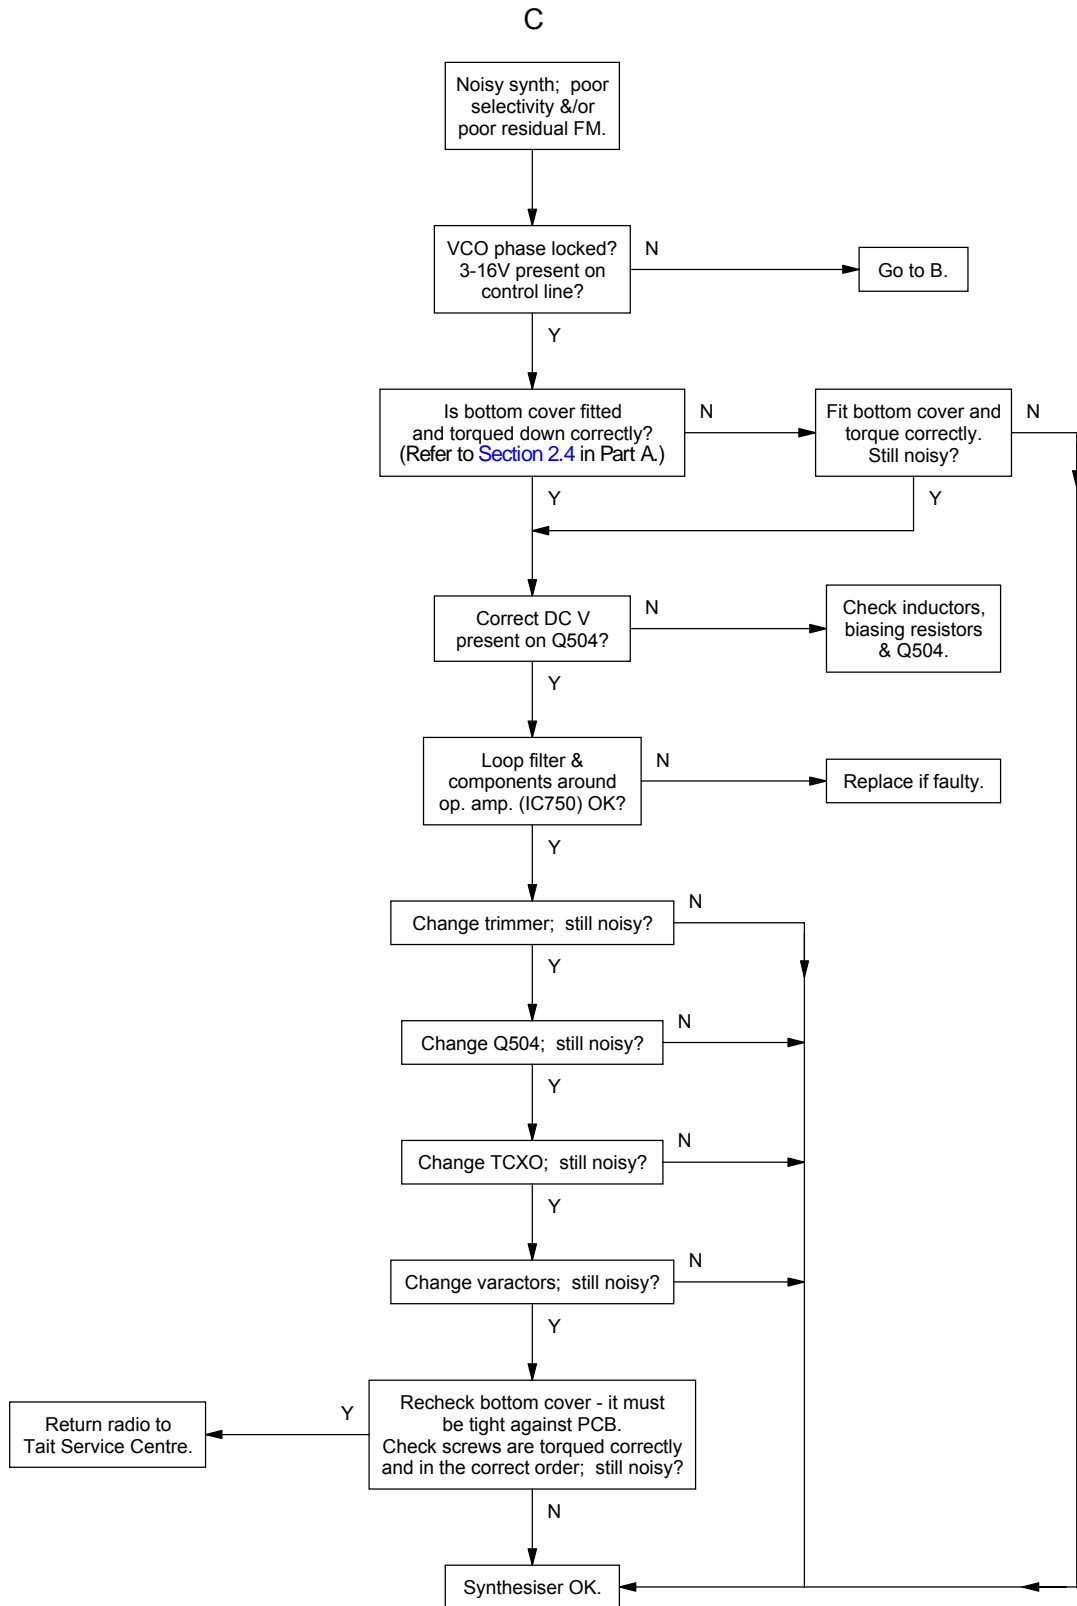 C
Noisy synth; poor
selectivity &/or
poor residual FM.
VCO phase locked?
3-16V present on
control line?
N
Go to B.
Y
Is bottom cover fitted
and torqued down correctly?
(Refer to Section 2.4 in Part A.)
N
Fit bottom cover and
torque correctly.
Still noisy?
N
Y
Y
Correct DC V
present on Q504?
N
Check inductors,
biasing resistors
& Q504.
Y
Loop filter &
components around
op. amp. (IC750) OK?
N
Replace if faulty.
Y
Change trimmer; still noisy?
N
Y
Change Q504; still noisy?
N
Y
Change TCXO; still noisy?
N
Y
Change varactors; still noisy?
N
Y
Recheck bottom cover - it must
be tight against PCB.
Check screws are torqued correctly
and in the correct order; still noisy?
Y
Return radio to
Tait Service Centre.
N
Synthesiser OK.